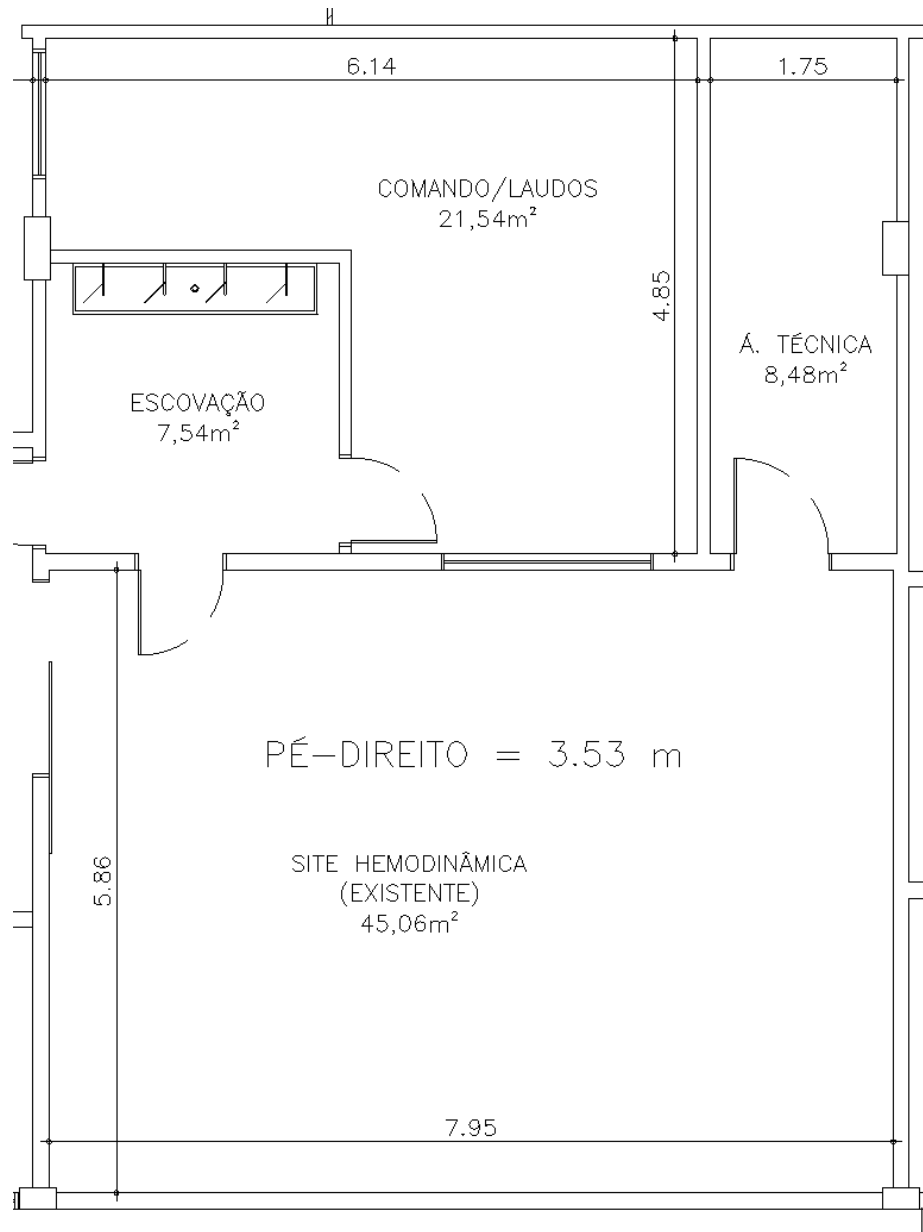 6.14
1.75
COMANDO/LAUDOS
21,54m²
4.85
Á. TÉCNICA
8,48m²
ESCOVAÇÃO
7,54m²
PÉ-DIREITO = 3.53 m
SITE HEMODINÂMICA
(EXISTENTE)
45,06m²
5.86
7.95